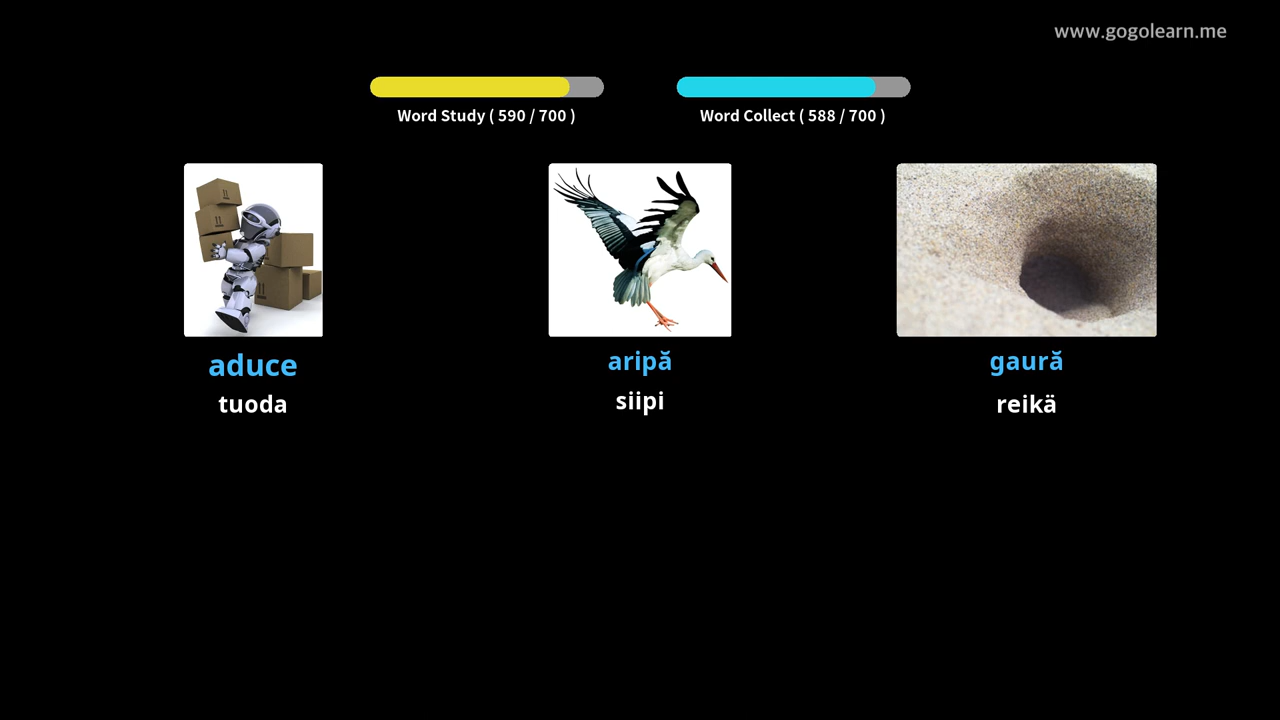 www.gogolearn.me
Word Study ( 590 / 700 )
Word Collect ( 588 / 700 )
aduce
tuoda
aripă
siipi
gaură
reikä